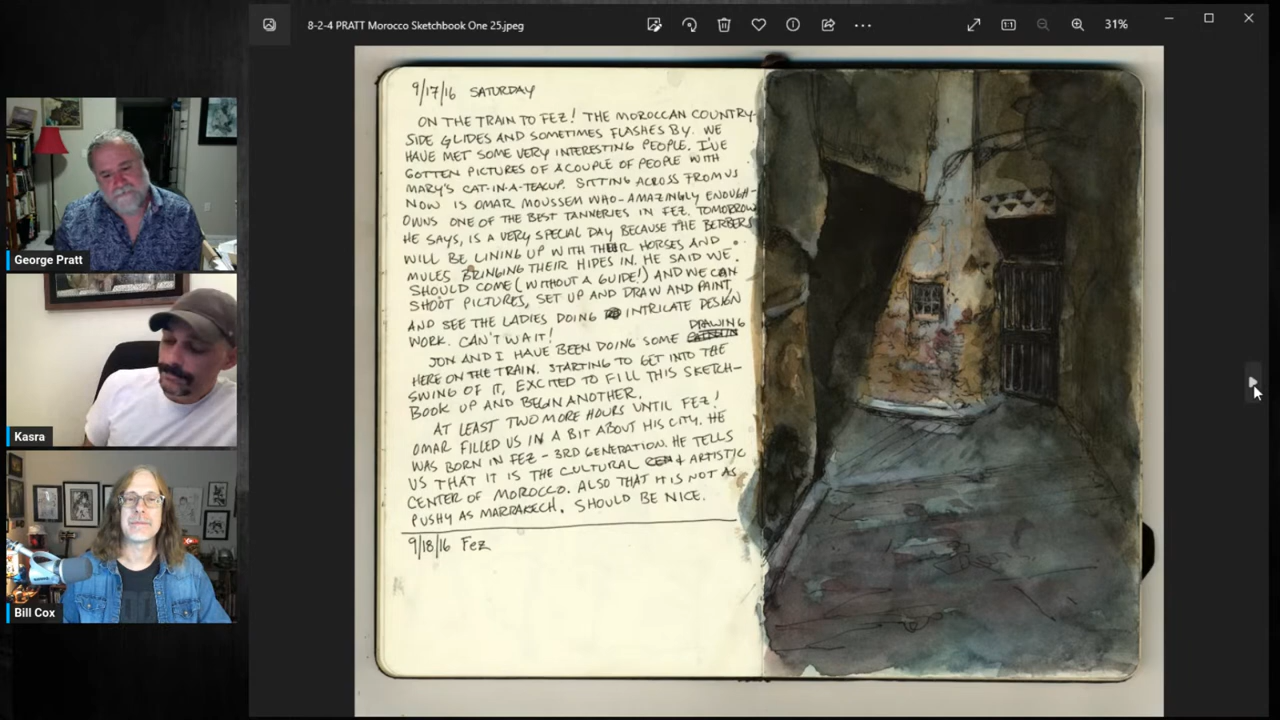 8-2-4 PRATT Morocco Sketchbook One 25.jpeg
31%
George Pratt
Kasra
Bill Cox
9/17/16 SATURDAY
ON THE TRAIN TO FEZ! THE MOROCCAN COUNTRY-
SIDE GLIDES AND SOMETIMES FLASHES BY. WE
HAVE MET SOME VERY INTERESTING PEOPLE. I'VE
GOTTEN PICTURES OF A COUPLE OF PEOPLE WITH
MARY'S CAT-IN-A-TEACUP. SITTING ACROSS FROM US
NOW IS OMAR MOUSSEM WHO-AMAZINGLY ENOUGH-
OWNS ONE OF THE BEST TANNERIES IN FEZ. TOMORROW
HE SAYS, IS A VERY SPECIAL DAY BECAUSE THE BERBERS
WILL BE LINING UP WITH THEIR HORSES AND
MULES BRINGING THEIR HIDES IN. HE SAID WE
SHOULD COME (WITHOUT A GUIDE!) AND WE CAN
SHOOT PICTURES, SET UP AND DRAW AND PAINT,
AND SEE THE LADIES DOING INTRICATE DESIGN
WORK. CAN'T WAIT!
JON AND I HAVE BEEN DOING SOME DRAWING
HERE ON THE TRAIN. STARTING TO GET INTO THE
SWING OF IT, EXCITED TO FILL THIS SKETCH-
BOOK UP AND BEGIN ANOTHER.
AT LEAST TWO MORE HOURS UNTIL FEZ!
OMAR FILLED US IN A BIT ABOUT HIS CITY. HE
WAS BORN IN FEZ - 3RD GENERATION. HE TELLS
US THAT IT IS THE CULTURAL & ARTISTIC
CENTER OF MOROCCO. ALSO THAT IT IS NOT AS
PUSHY AS MARRAKECH. SHOULD BE NICE.
9/18/16 FEZ